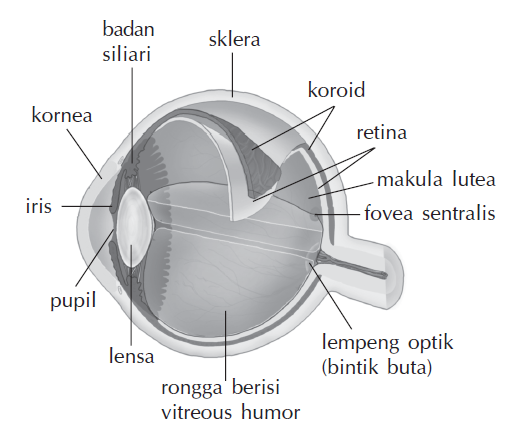 badan
siliari
sklera
koroid
kornea
retina
makula lutea
iris
fovea sentralis
pupil
lensa
lempeng optik
(bintik buta)
rongga berisi
vitreous humor